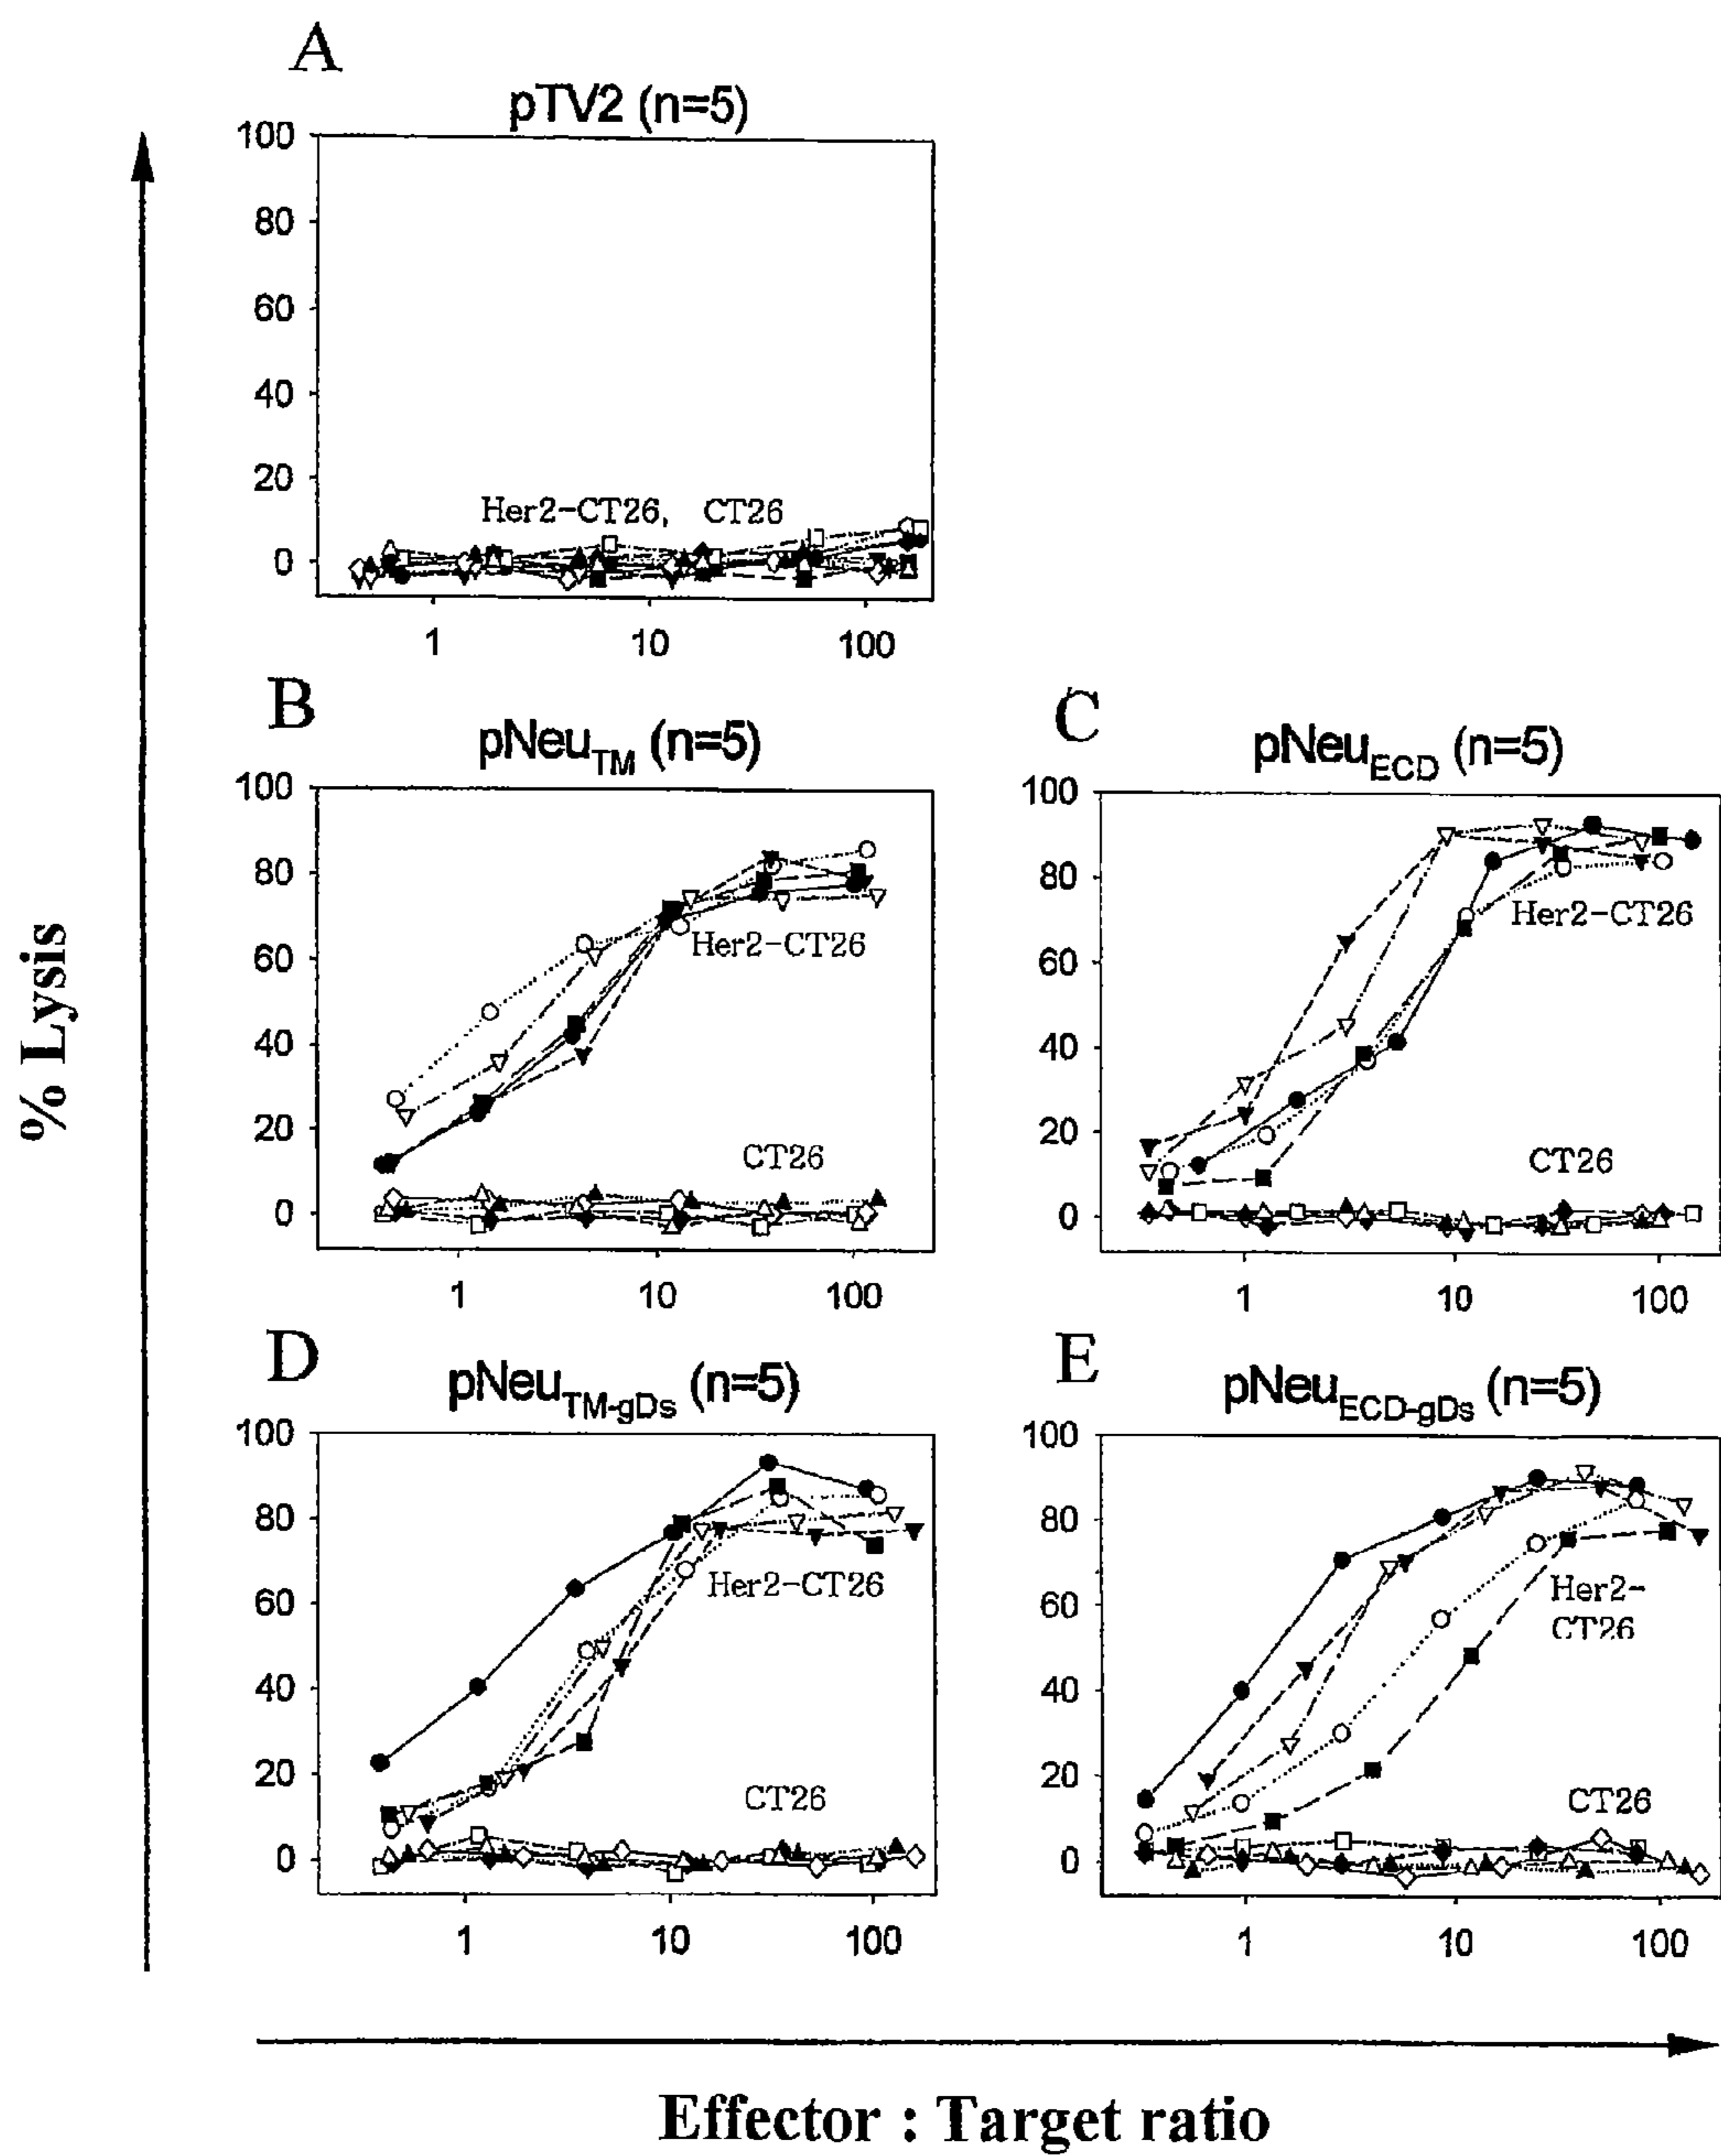 A
pTV2 (n=5)
100
80
60
40
20
0
Her2-CT26, CT26
1 10 100
B
pNeuTM (n=5)
100
80
60
40
20
0
Her2-CT26
CT26
1 10 100
C
pNeuECD (n=5)
100
80
60
40
20
0
Her2-CT26
CT26
1 10 100
D
pNeuTM-gDs (n=5)
100
80
60
40
20
0
Her2-CT26
CT26
1 10 100
E
pNeuECD-gDs (n=5)
100
80
60
40
20
0
Her2-
CT26
CT26
1 10 100
% Lysis
Effector : Target ratio